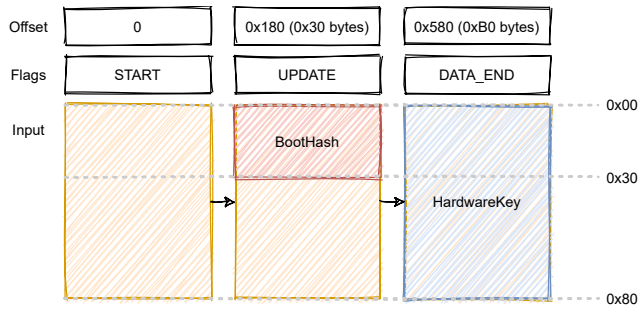 Offset 0 0x180 (0x30 bytes) 0x580 (0xB0 bytes)
Flags START UPDATE DATA_END
0x00
Input
BootHash
0x30
HardwareKey
0x80